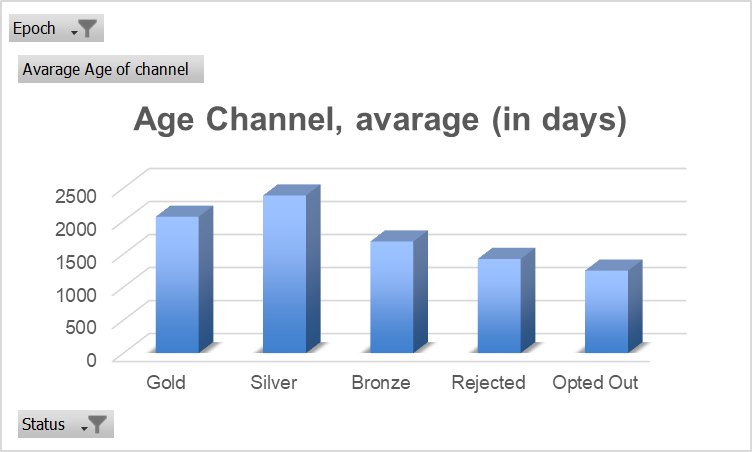 Epoch
Avarage Age of channel
Age Channel, avarage (in days)
2500
2000
1500
1000
500
0
Gold Silver Bronze Rejected Opted Out
Status